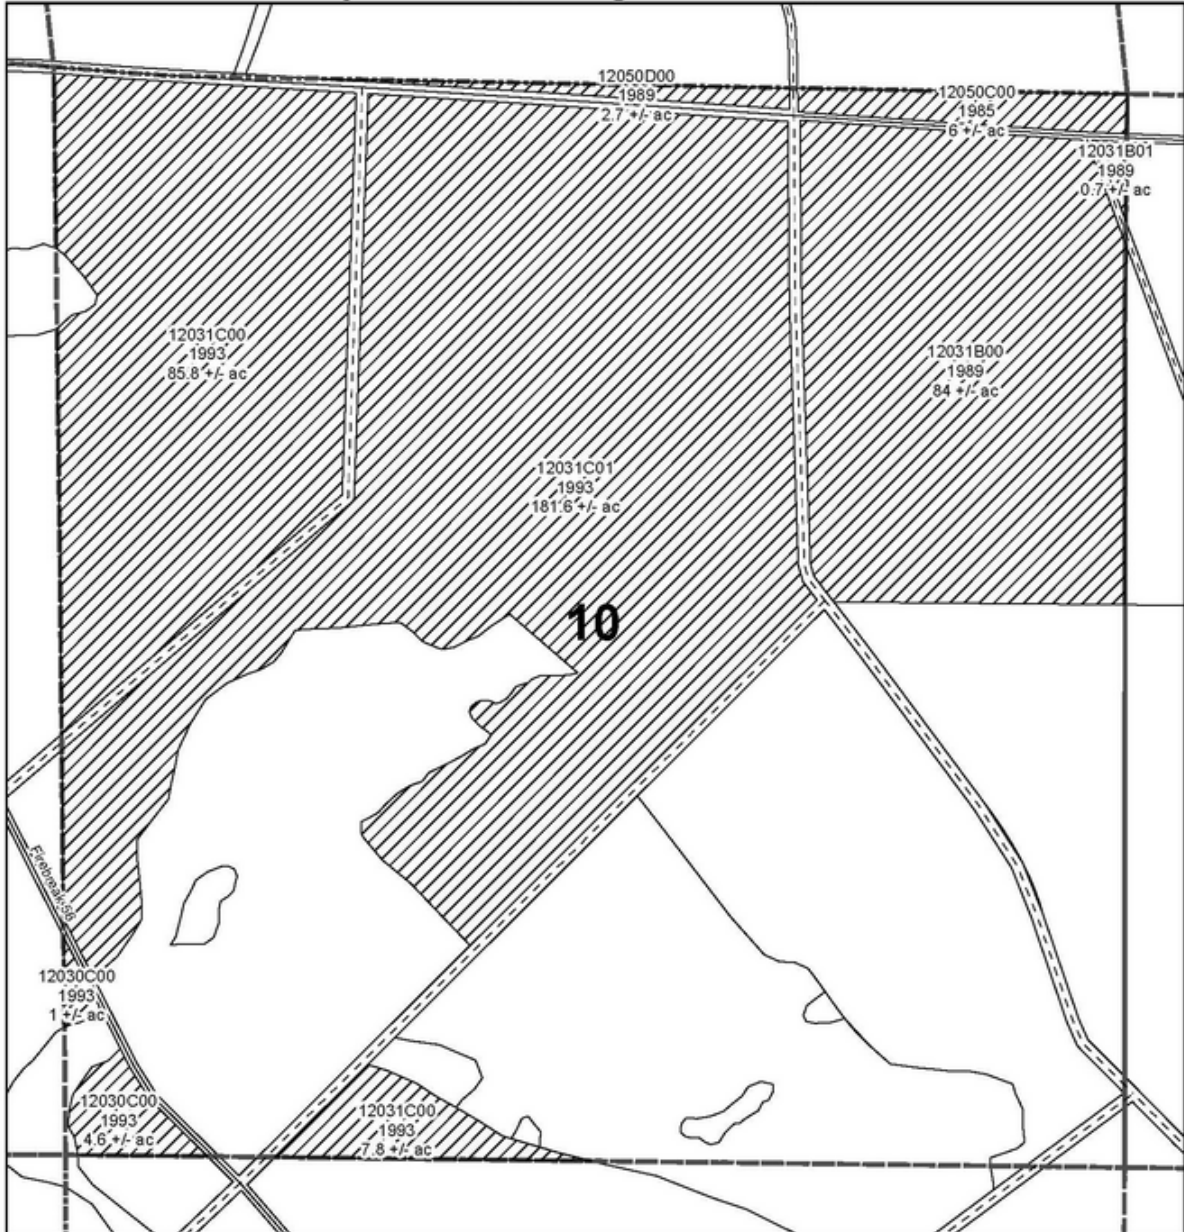 12050D00
1989
2.7 +/- ac
12050C00
1985
6 +/- ac
12031B01
1989
0.7 +/- ac
12031C00
1993
85.8 +/- ac
12031B00
1989
84 +/- ac
12031C01
1993
181.6 +/- ac
10
Firebreak 56
12030C00
1993
1 +/- ac
12030C00
1993
4.6 +/- ac
12031C00
1993
7.8 +/- ac